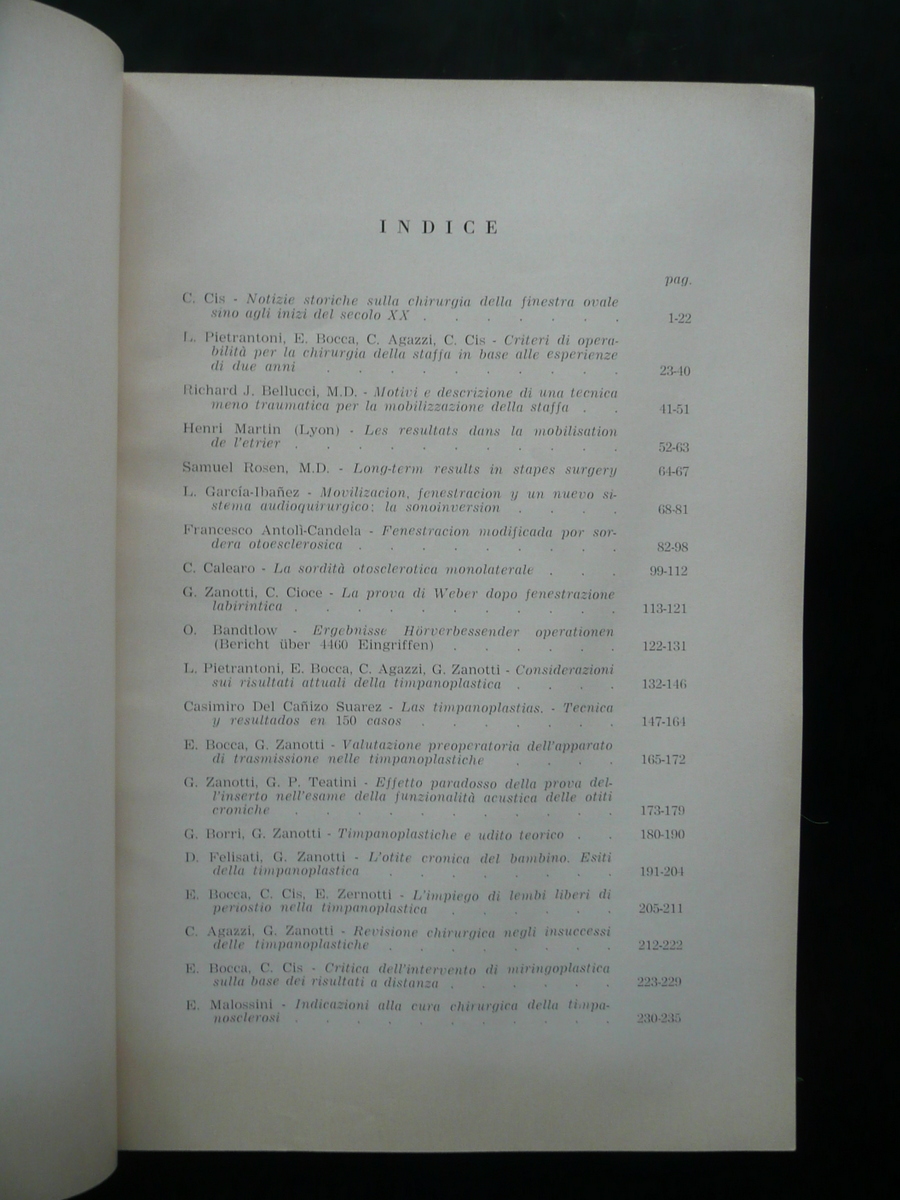 INDICE
pag.
C. Cis - Notizie storiche sulla chirurgia della finestra ovale
sino agli inizi del secolo XX . . . . . . . 1-22
L. Pietrantoni, E. Bocca, C. Agazzi, C. Cis - Criteri di opera-
bilità per la chirurgia della staffa in base alle esperienze
di due anni . . . . . . . . . . 23-40
Richard J. Bellucci, M.D. - Motivi e descrizione di una tecnica
meno traumatica per la mobilizzazione della staffa . . 41-51
Henri Martin (Lyon) - Les resultats dans la mobilisation
de l'etrier . . . . . . . . . . . 52-63
Samuel Rosen, M.D. - Long-term results in stapes surgery 64-67
L. García-Ibañez - Movilizacion, fenestracion y un nuevo si-
stema audioquirurgico: la sonoinversion . . . . 68-81
Francesco Antoli-Candela - Fenestracion modificada por sor-
dera otoesclerosica . . . . . . . . . 82-98
C. Calearo - La sordità otosclerotica monolaterale . . . 99-112
G. Zanotti, C. Cioce - La prova di Weber dopo fenestrazione
labirintica . . . . . . . . . . . 113-121
O. Bandtlow - Ergebnisse Hörverbessender operationen
(Bericht über 4460 Eingriffen) . . . . . . 122-131
L. Pietrantoni, E. Bocca, C. Agazzi, G. Zanotti - Considerazioni
sui risultati attuali della timpanoplastica . . . . 132-146
Casimiro Del Cañizo Suarez - Las timpanoplastias. - Tecnica
y resultados en 150 casos . . . . . . . 147-164
E. Bocca, G. Zanotti - Valutazione preoperatoria dell'apparato
di trasmissione nelle timpanoplastiche . . . . 165-172
G. Zanotti, G. P. Teatini - Effetto paradosso della prova del-
l'inserto nell'esame della funzionalità acustica delle otiti
croniche . . . . . . . . . . . 173-179
G. Borri, G. Zanotti - Timpanoplastiche e udito teorico . . 180-190
D. Felisati, G. Zanotti - L'otite cronica del bambino. Esiti
della timpanoplastica . . . . . . . . 191-204
E. Bocca, C. Cis, E. Zernotti - L'impiego di lembi liberi di
periostio nella timpanoplastica . . . . . . 205-211
C. Agazzi, G. Zanotti - Revisione chirurgica negli insuccessi
delle timpanoplastiche . . . . . . . . 212-222
E. Bocca, C. Cis - Critica dell'intervento di miringoplastica
sulla base dei risultati a distanza . . . . . . 223-229
E. Malossini - Indicazioni alla cura chirurgica della timpa-
nosclerosi . . . . . . . . . . . 230-235